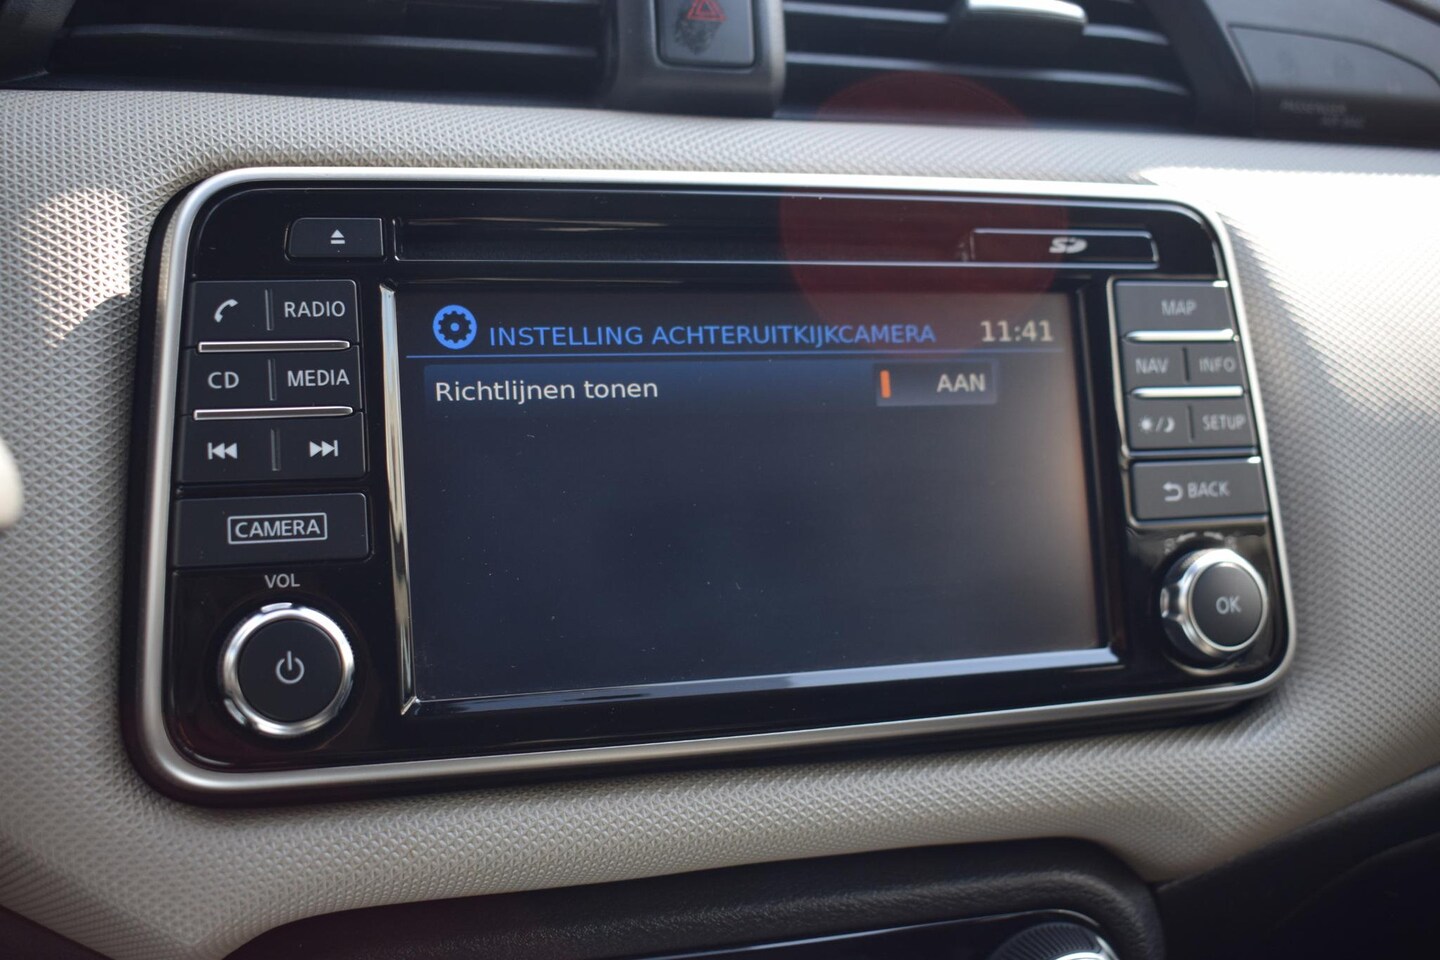 SD
RADIO
MAP
INSTELLING ACHTERUITKIJKCAMERA 11:41
CD MEDIA
NAV INFO
Richtlijnen tonen AAN
SETUP
BACK
CAMERA
VOL
OK